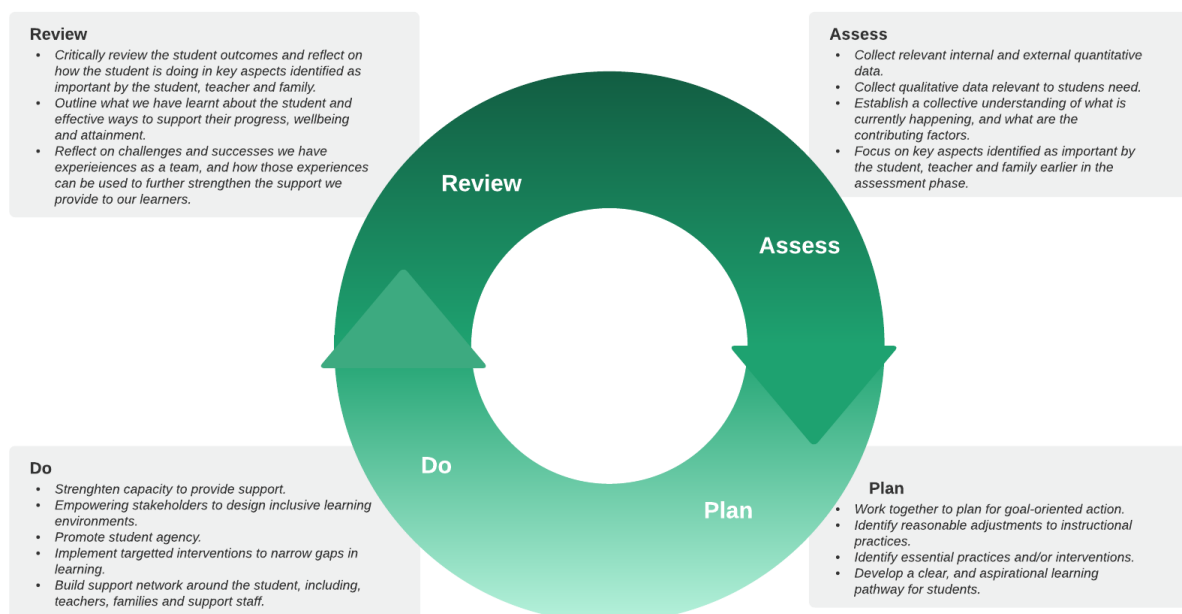 Review
• Critically review the student outcomes and reflect on
how the student is doing in key aspects identified as
important by the student, teacher and family.
• Outline what we have learnt about the student and
effective ways to support their progress, wellbeing
and attainment.
• Reflect on challenges and successes we have
experieiences as a team, and how those experiences
can be used to further strengthen the support we
provide to our learners.
Assess
• Collect relevant internal and external quantitative
data.
• Collect qualitative data relevant to studens need.
• Establish a collective understanding of what is
currently happening, and what are the
contributing factors.
• Focus on key aspects identified as important by
the student, teacher and family earlier in the
assessment phase.
Review
Assess
Do
Plan
Do
• Strenghten capacity to provide support.
• Empowering stakeholders to design inclusive learning
environments.
• Promote student agency.
• Implement targetted interventions to narrow gaps in
learning.
• Build support network around the student, including,
teachers, families and support staff.
Plan
• Work together to plan for goal-oriented action.
• Identify reasonable adjustments to instructional
practices.
• Identify essential practices and/or interventions.
• Develop a clear, and aspirational learning
pathway for students.